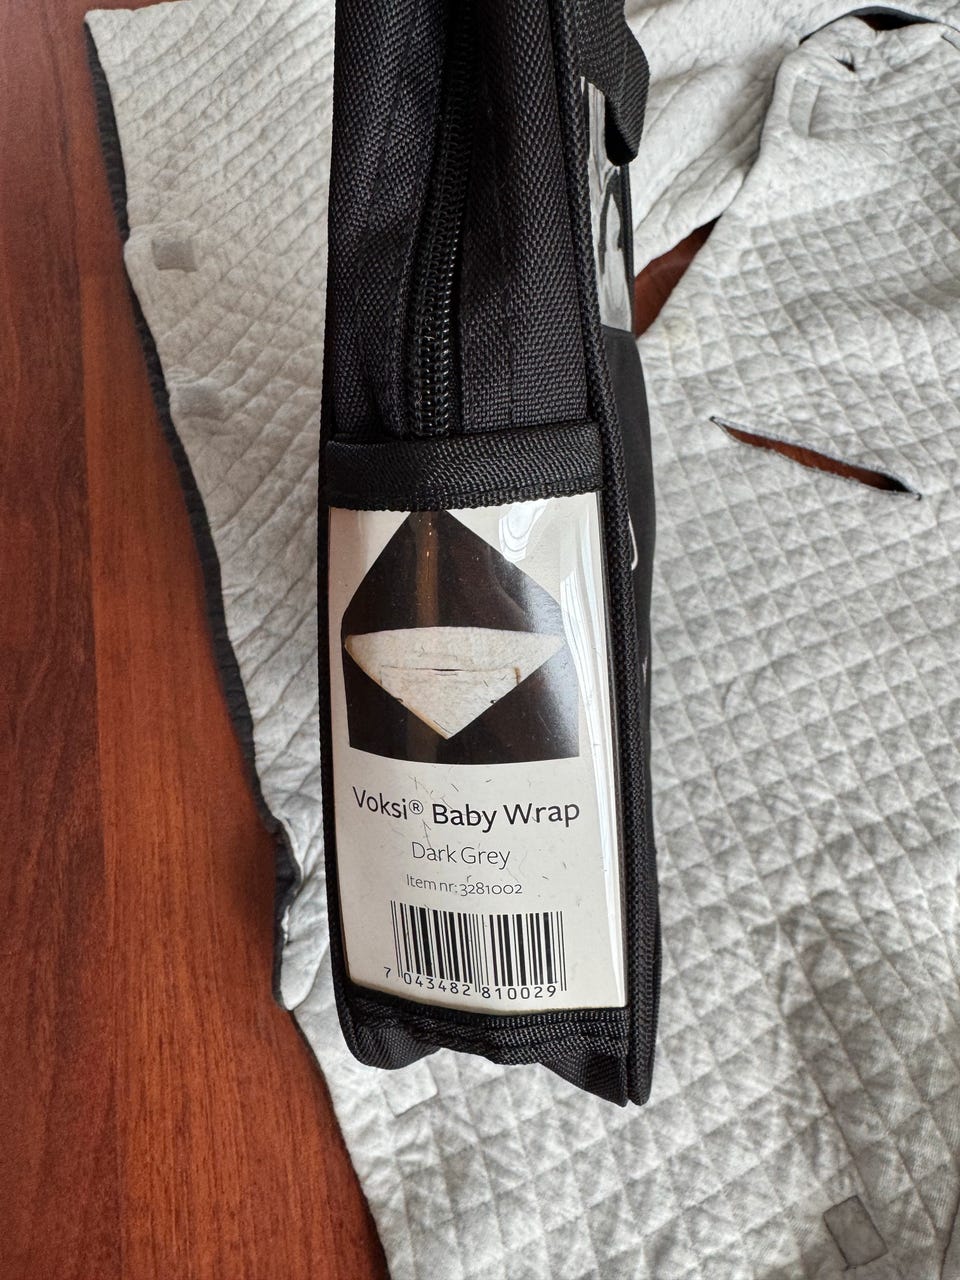 Voksi® Baby Wrap
Dark Grey
Item nr: 3281002
7 043482 810029